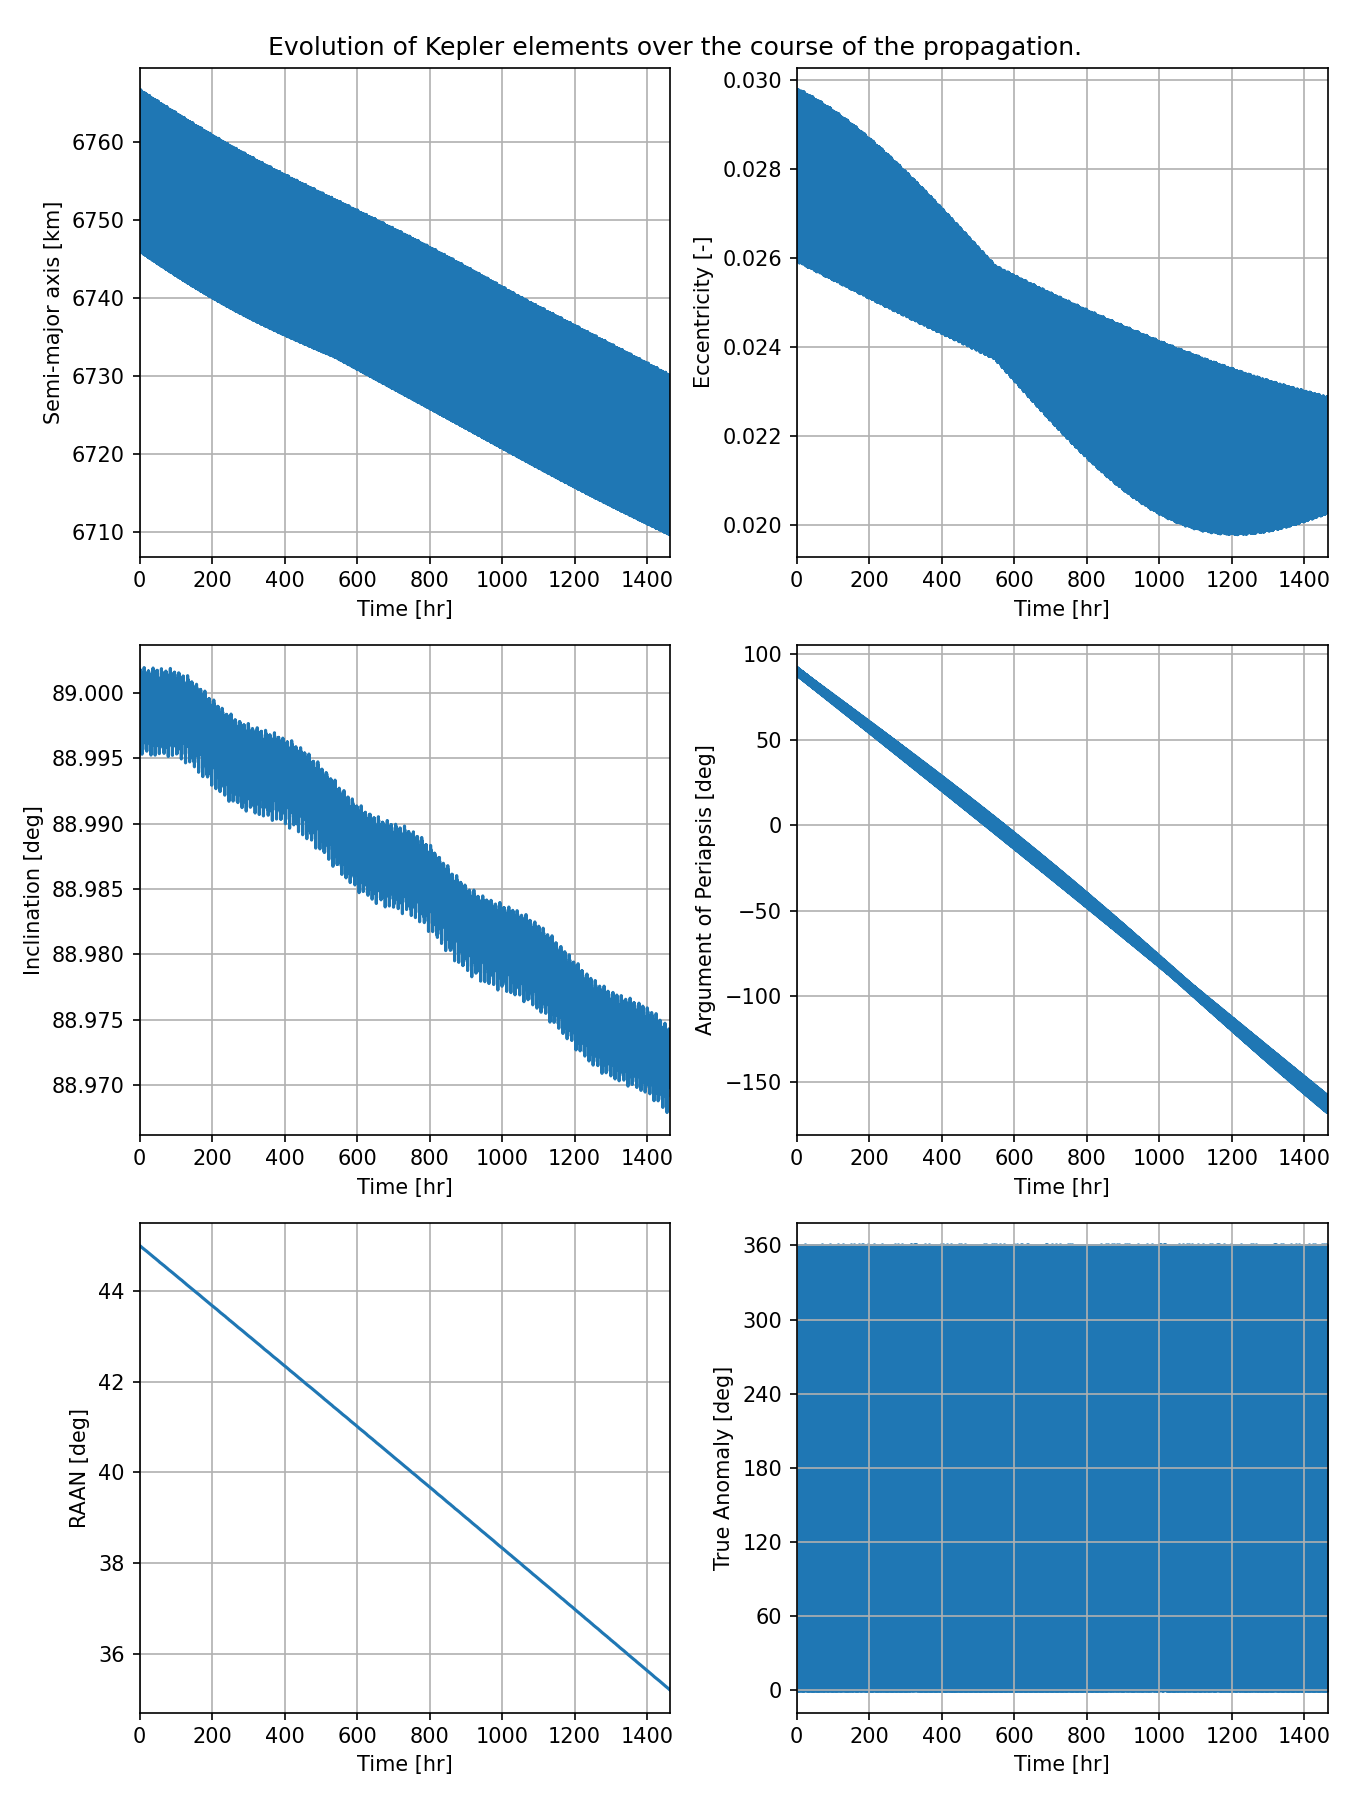 Evolution of Kepler elements over the course of the propagation.
6760
6750
6740
6730
6720
6710
Semi-major axis [km]
0 200 400 600 800 1000 1200 1400
Time [hr]
0.030
0.028
0.026
0.024
0.022
0.020
Eccentricity [-]
0 200 400 600 800 1000 1200 1400
Time [hr]
89.000
88.995
88.990
88.985
88.980
88.975
88.970
Inclination [deg]
0 200 400 600 800 1000 1200 1400
Time [hr]
100
50
0
−50
−100
−150
Argument of Periapsis [deg]
0 200 400 600 800 1000 1200 1400
Time [hr]
44
42
40
38
36
RAAN [deg]
0 200 400 600 800 1000 1200 1400
Time [hr]
360
300
240
180
120
60
0
True Anomaly [deg]
0 200 400 600 800 1000 1200 1400
Time [hr]